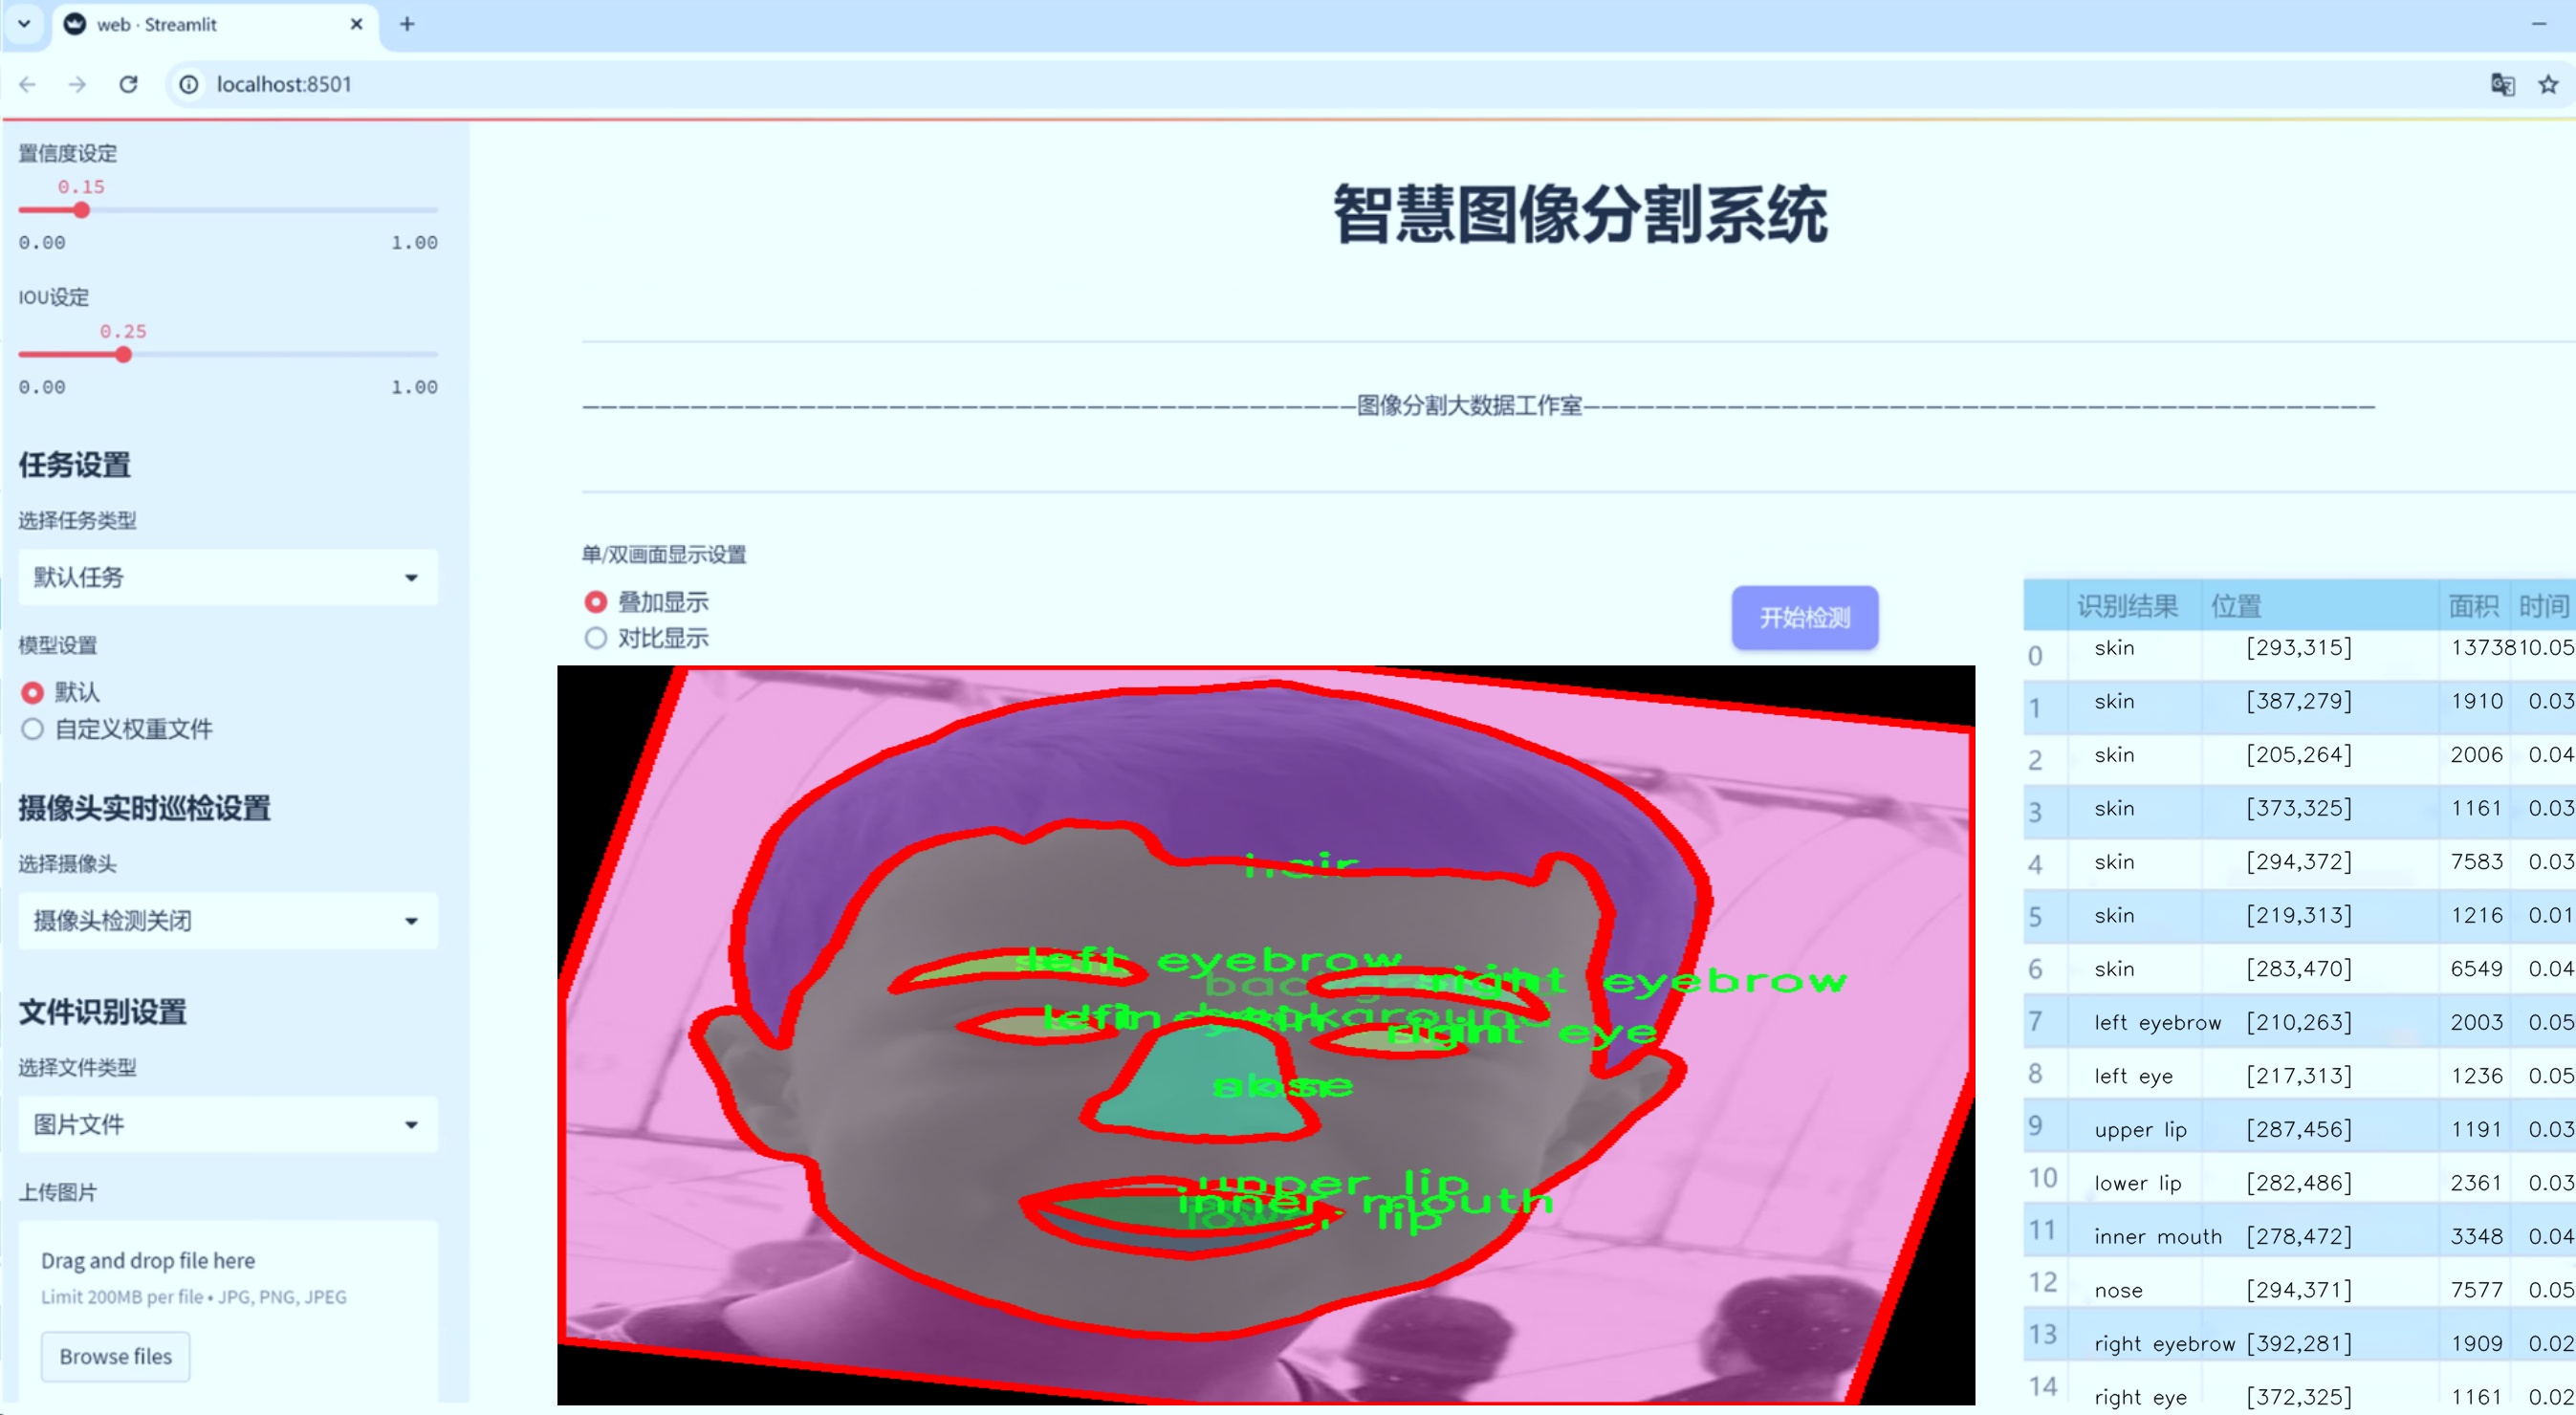 web · Streamlit
localhost:8501
置信度设定
0.15
0.00 1.00
IOU设定
0.25
0.00 1.00
任务设置
选择任务类型
默认任务
模型设置
默认
自定义权重文件
摄像头实时巡检设置
选择摄像头
摄像头检测关闭
文件识别设置
选择文件类型
图片文件
上传图片
Drag and drop file here
Limit 200MB per file • JPG, PNG, JPEG
Browse files
智慧图像分割系统
图像分割大数据工作室
单/双画面显示设置
叠加显示
对比显示
开始检测
hair
left eyebrow
right eyebrow
background
right eye
nose
upper lip
inner mouth
lower lip
识别结果 位置 面积 时间
0 skin [293,315] 137381 0.05
1 skin [387,279] 1910 0.03
2 skin [205,264] 2006 0.04
3 skin [373,325] 1161 0.03
4 skin [294,372] 7583 0.03
5 skin [219,313] 1216 0.01
6 skin [283,470] 6549 0.04
7 left eyebrow [210,263] 2003 0.05
8 left eye [217,313] 1236 0.05
9 upper lip [287,456] 1191 0.03
10 lower lip [282,486] 2361 0.03
11 inner mouth [278,472] 3348 0.04
12 nose [294,371] 7577 0.05
13 right eyebrow [392,281] 1909 0.02
14 right eye [372,325] 1161 0.02